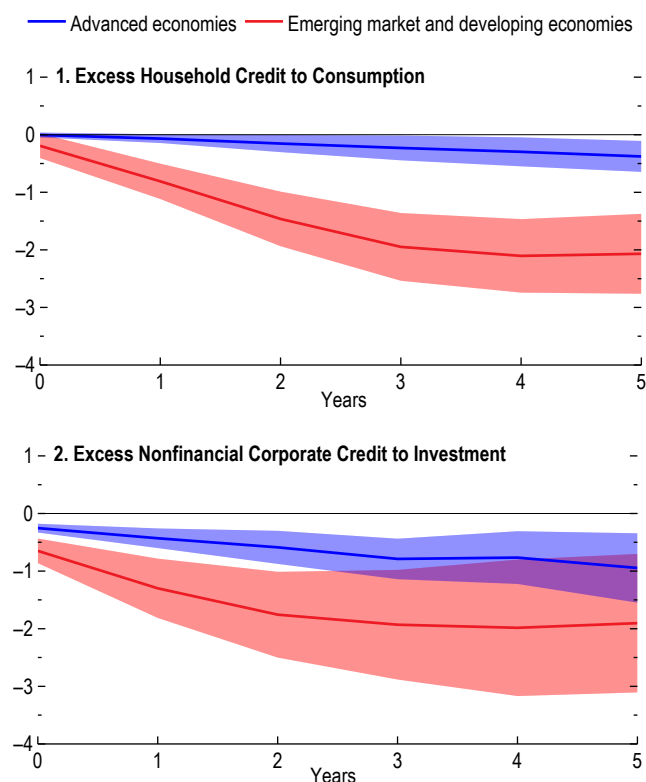 Advanced economies Emerging market and developing economies
1. Excess Household Credit to Consumption
1
0
–1
–2
–3
–4
0 1 2 3 4 5
Years
2. Excess Nonfinancial Corporate Credit to Investment
1
0
–1
–2
–3
–4
0 1 2 3 4 5
Years